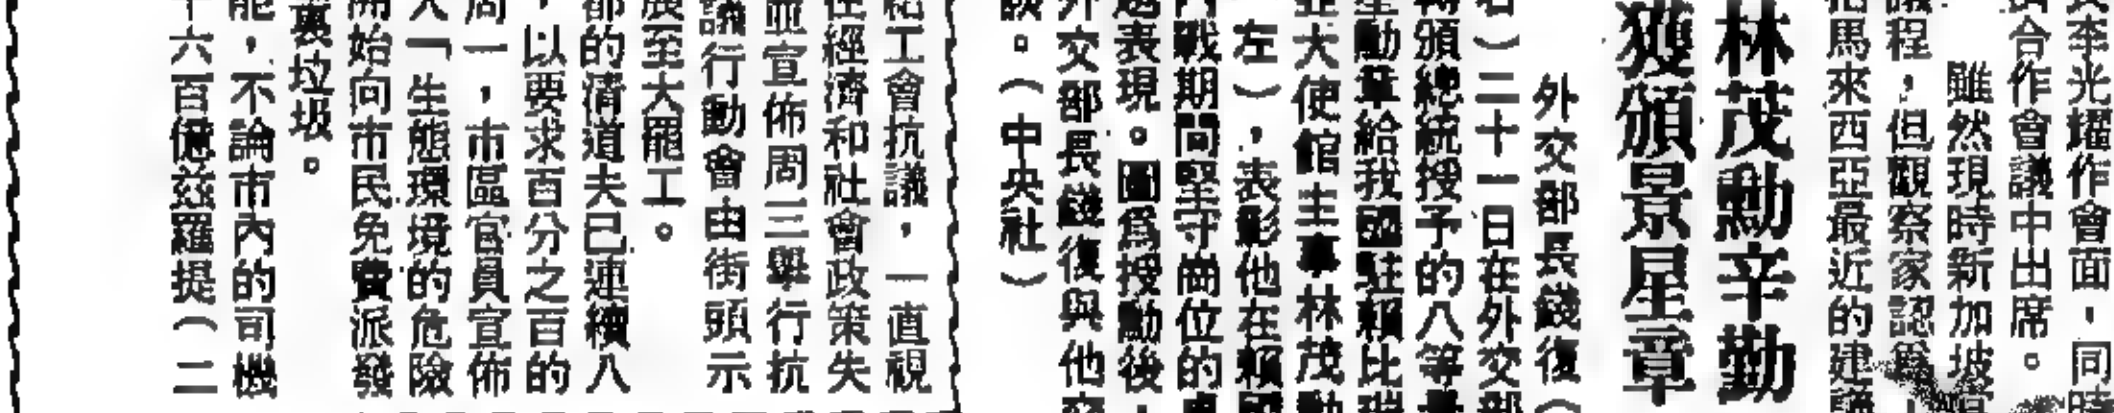 李光耀作會面，同時
合作會議中出席。
雖然現時新加坡
程，但觀察家認爲
馬來西亞最近的建議
林茂勳辛勤
獲頒景星章
外交部長錢復（
右）二十一日在外交部
頒總統授予的八等景
星勳章給我國駐賴比瑞
亞大使館主事林茂勳
（左），表彰他在賴國
內戰期間堅守崗位的卓
越表現。圖爲授勳後，
外交部長錢復與他交
談。（中央社）
給工會抗議，一直視
在經濟和社會政策失
並宣佈周三舉行抗
議行動會由街頭示
展至大罷工。
都的清道夫已連續八
，以要求百分之百的
周一，市區官員宣佈
入「生態環境的危險
開始向市民免費派發
裏垃圾。
能，不論市內的司機
十六百億玆羅提（二